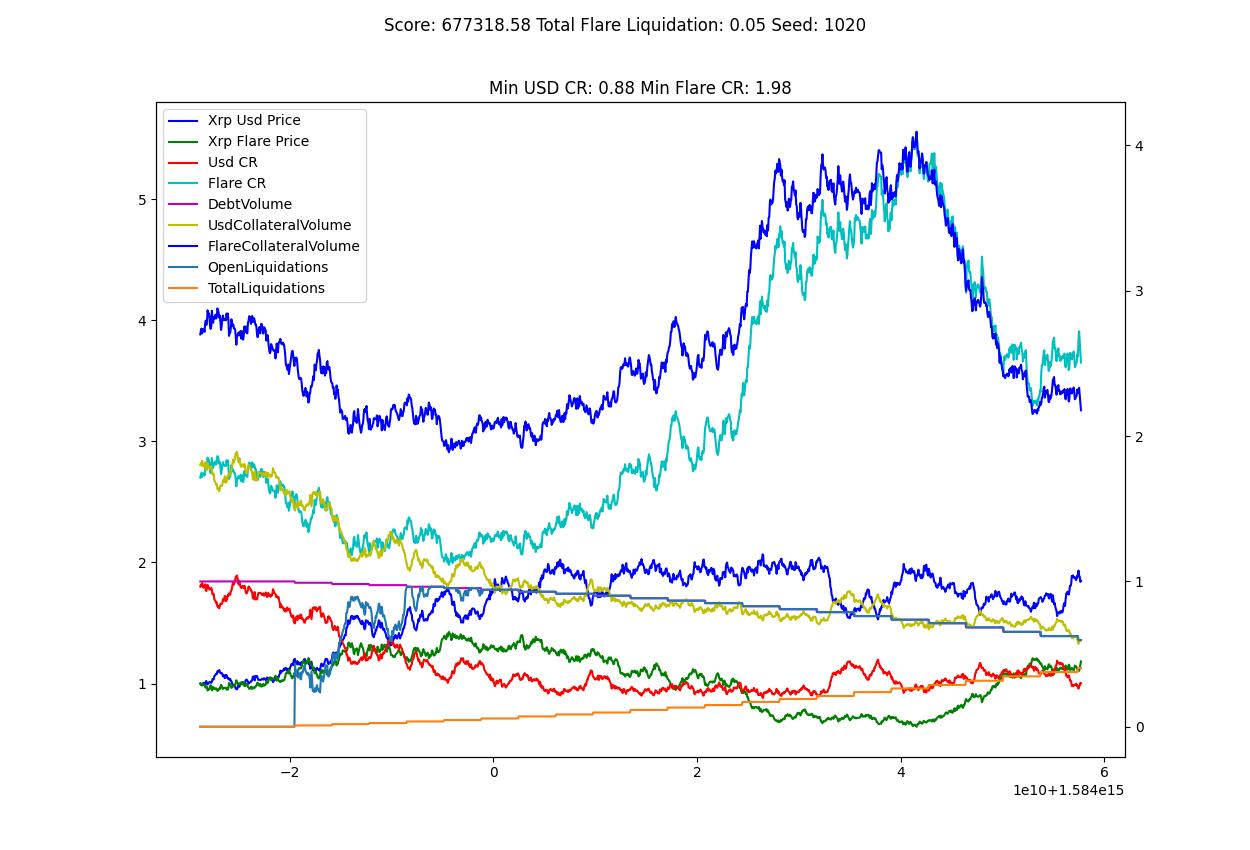 Score: 677318.58 Total Flare Liquidation: 0.05 Seed: 1020
Min USD CR: 0.88 Min Flare CR: 1.98
Xrp Usd Price
Xrp Flare Price
Usd CR
Flare CR
DebtVolume
UsdCollateralVolume
FlareCollateralVolume
OpenLiquidations
TotalLiquidations
5
4
3
2
1
4
3
2
1
0
−2 0 2 4 6
1e10+1.584e15